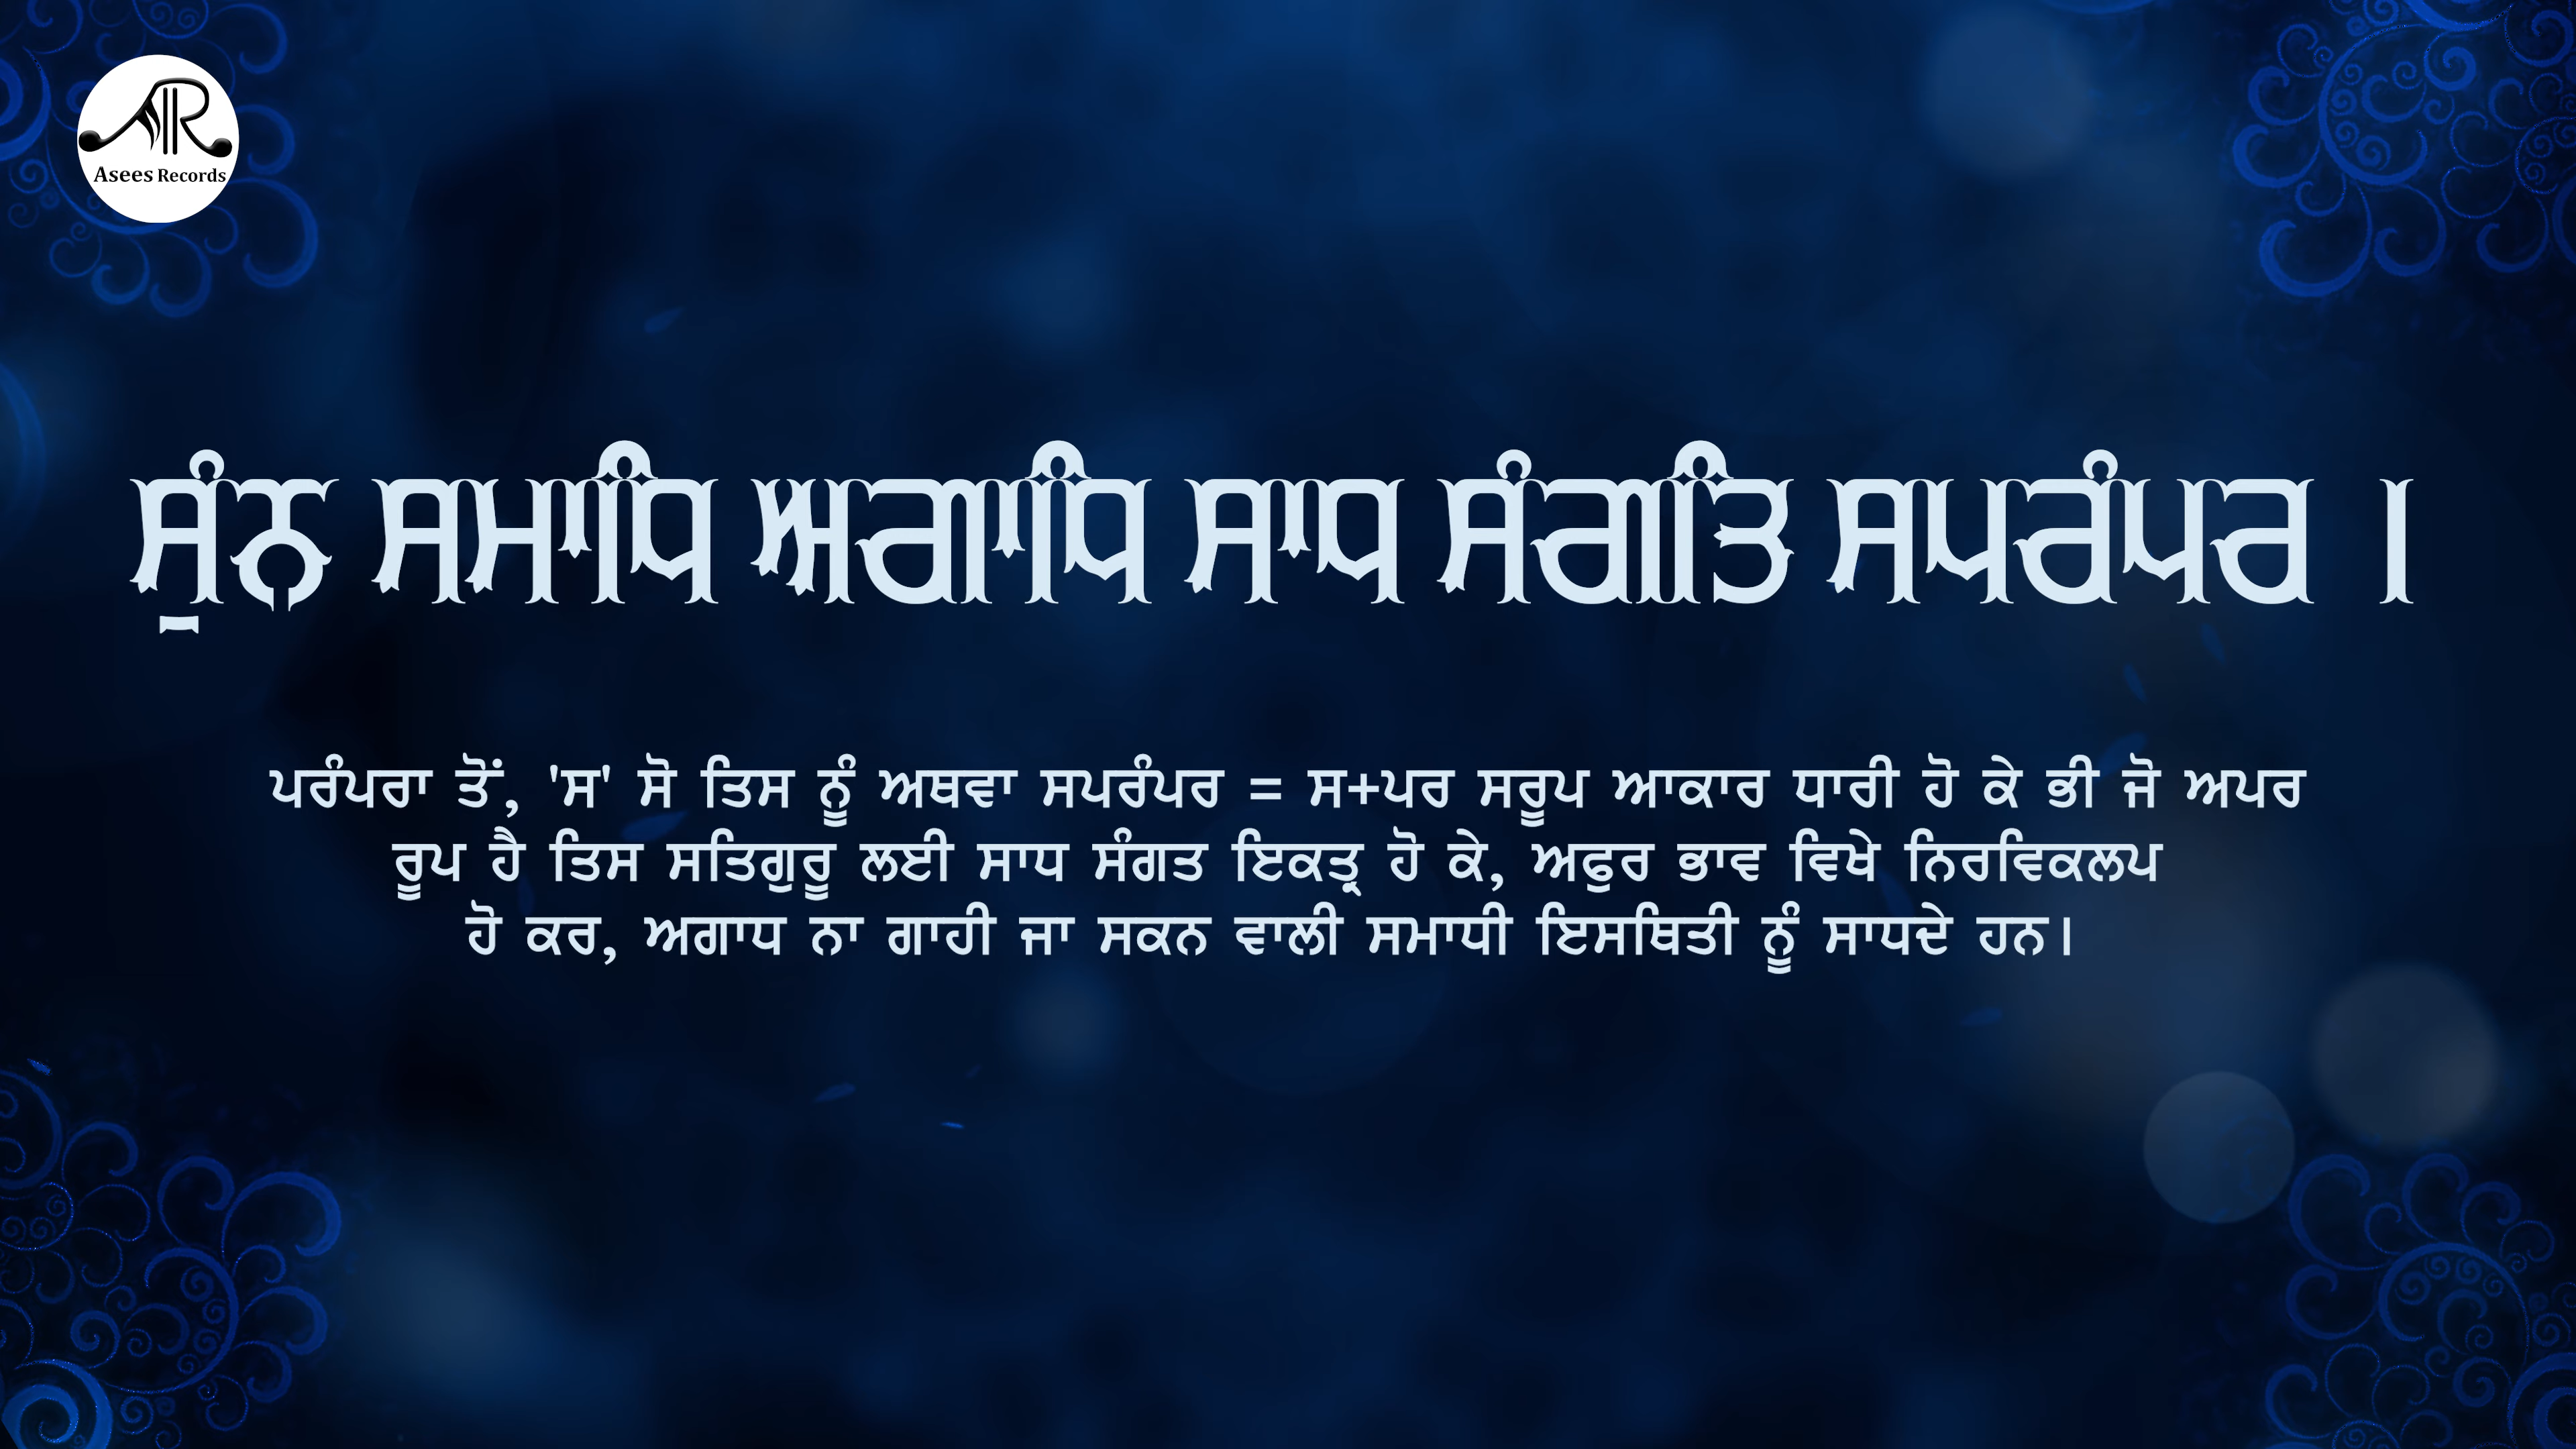 Asees Records
ਸੁੰਨ ਸਮਾਧਿ ਅਗਾਧਿ ਸਾਧ ਸੰਗਤਿ ਸਪਰੰਪਰ ।
ਪਰੰਪਰਾ ਤੋਂ, 'ਸ' ਸੋ ਤਿਸ ਨੂੰ ਅਥਵਾ ਸਪਰੰਪਰ = ਸ+ਪਰ ਸਰੂਪ ਆਕਾਰ ਧਾਰੀ ਹੋ ਕੇ ਭੀ ਜੋ ਅਪਰ
ਰੂਪ ਹੈ ਤਿਸ ਸਤਿਗੁਰੂ ਲਈ ਸਾਧ ਸੰਗਤ ਇਕਤ੍ਰ ਹੋ ਕੇ, ਅਫੁਰ ਭਾਵ ਵਿਖੇ ਨਿਰਵਿਕਲਪ
ਹੋ ਕਰ, ਅਗਾਧ ਨਾ ਗਾਹੀ ਜਾ ਸਕਨ ਵਾਲੀ ਸਮਾਧੀ ਇਸਥਿਤੀ ਨੂੰ ਸਾਧਦੇ ਹਨ।